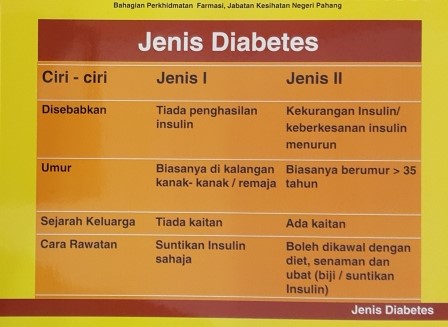 Bahagian Perkhidmatan Farmasi, Jabatan Kesihatan Negeri Pahang
Jenis Diabetes
Ciri - ciri Jenis I Jenis II
Disebabkan
Tiada penghasilan
insulin
Kekurangan Insulin/
keberkesanan insulin
menurun
Umur
Biasanya di kalangan
kanak- kanak / remaja
Biasanya berumur > 35
tahun
Sejarah Keluarga
Tiada kaitan
Ada kaitan
Cara Rawatan
Suntikan Insulin
sahaja
Boleh dikawal dengan
diet, senaman dan
ubat (biji / suntikan
Insulin)
Jenis Diabetes